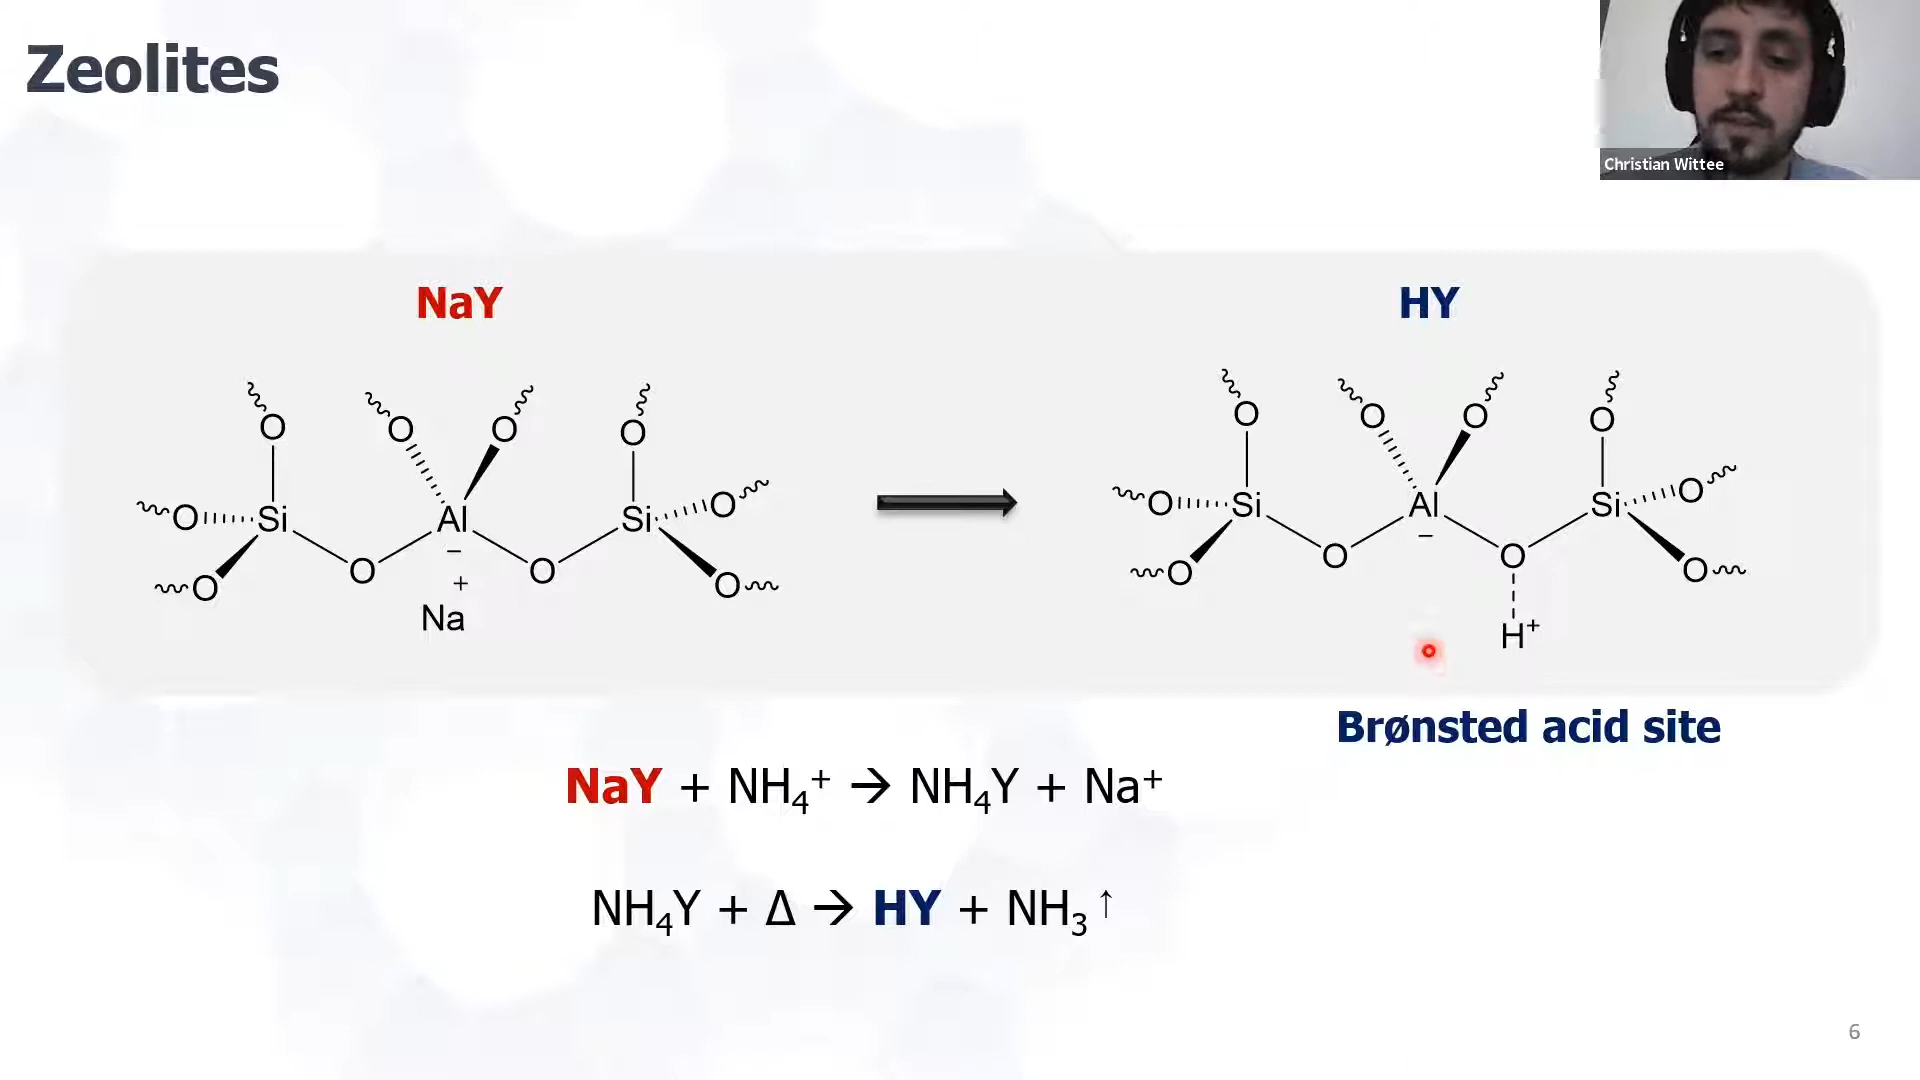 Zeolites
Christian Wittee
NaY
HY
O O O O
O Si Al Si O
−
O O O O
+
Na
O O O O
O Si Al Si O
−
O O O O
H⁺
Brønsted acid site
NaY + NH₄⁺ → NH₄Y + Na⁺
NH₄Y + Δ → HY + NH₃↑
6